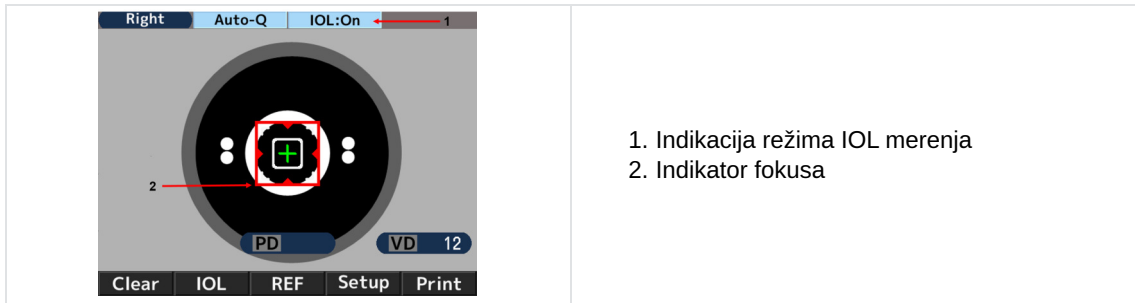 Right Auto-Q IOL:On 1
2
PD VD 12
Clear IOL REF Setup Print
1. Indikacija režima IOL merenja
2. Indikator fokusa